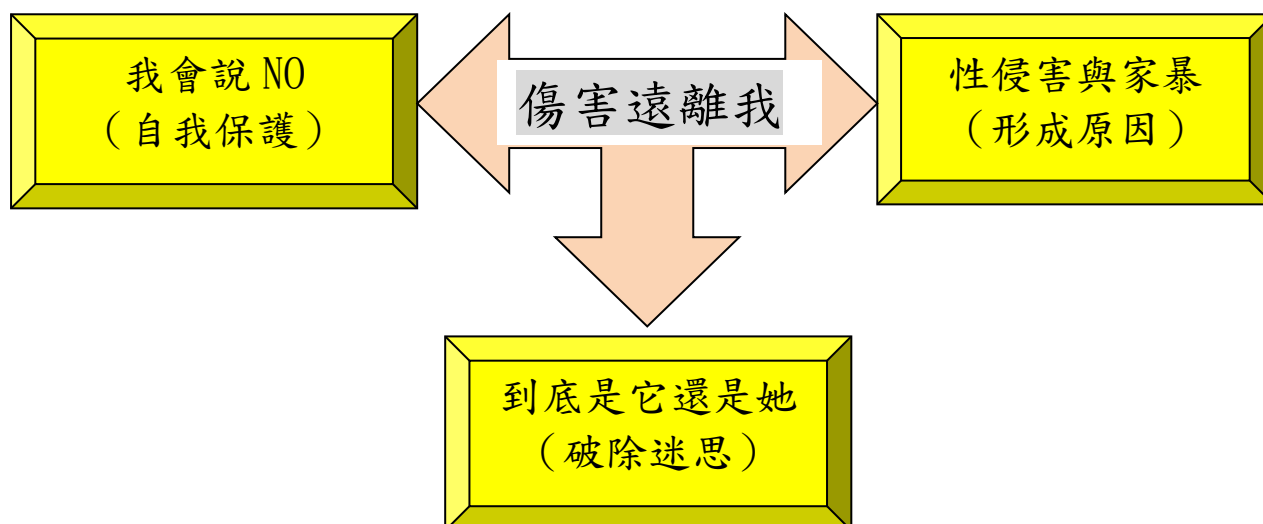 我會說 NO
（自我保護）
傷害遠離我
性侵害與家暴
（形成原因）
到底是它還是她
（破除迷思）